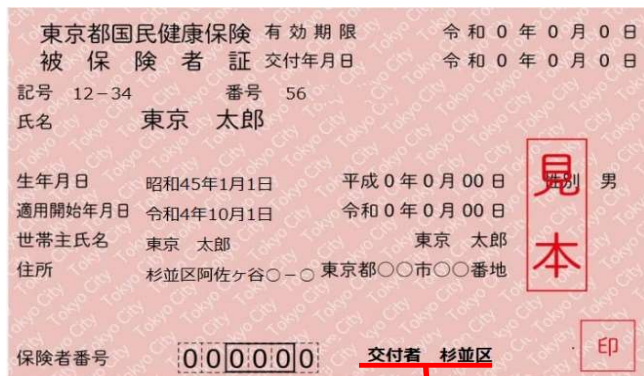 東京都国民健康保険 有効期限 令和0年0月0日
被保険者証 交付年月日 令和0年0月0日
記号 12-34 番号 56
氏名 東京 太郎
生年月日 昭和45年1月1日 平成0年0月00日 性別 男
適用開始年月日 令和4年10月1日 令和0年0月00日
世帯主氏名 東京 太郎 東京 太郎
住所 杉並区阿佐ヶ谷○-○ 東京都○○市○○番地
見本
保険者番号 000000 交付者 杉並区 印
Tokyo City